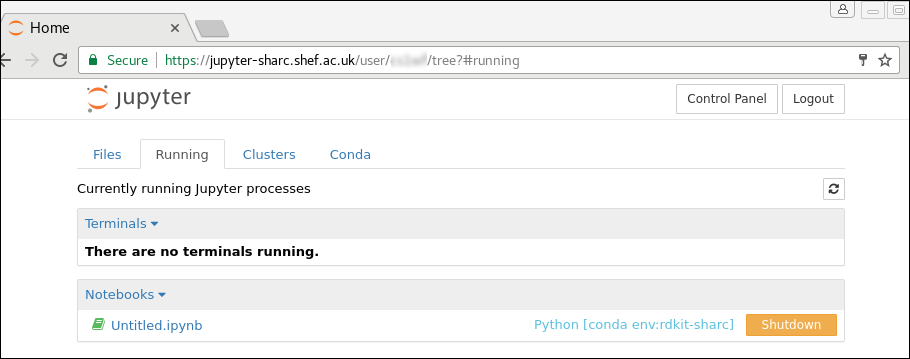 Home
Secure https://jupyter-sharc.shef.ac.uk/user/ /tree?#running
jupyter Control Panel Logout
Files Running Clusters Conda
Currently running Jupyter processes
Terminals
There are no terminals running.
Notebooks
Untitled.ipynb Python [conda env:rdkit-sharc] Shutdown